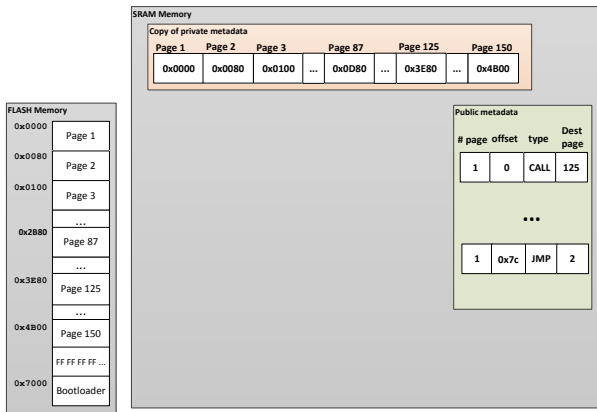 SRAM Memory
Copy of private metadata
Page 1 Page 2 Page 3 Page 87 Page 125 Page 150
0x0000 0x0080 0x0100 ... 0x0D80 ... 0x3E80 ... 0x4B00
FLASH Memory
0x0000 Page 1
0x0080 Page 2
0x0100 Page 3
...
0x2B80 Page 87
...
0x3E80 Page 125
...
0x4B00 Page 150
FF FF FF FF ...
0x7000 Bootloader
Public metadata
# page offset type Dest page
1 0 CALL 125
...
1 0x7c JMP 2